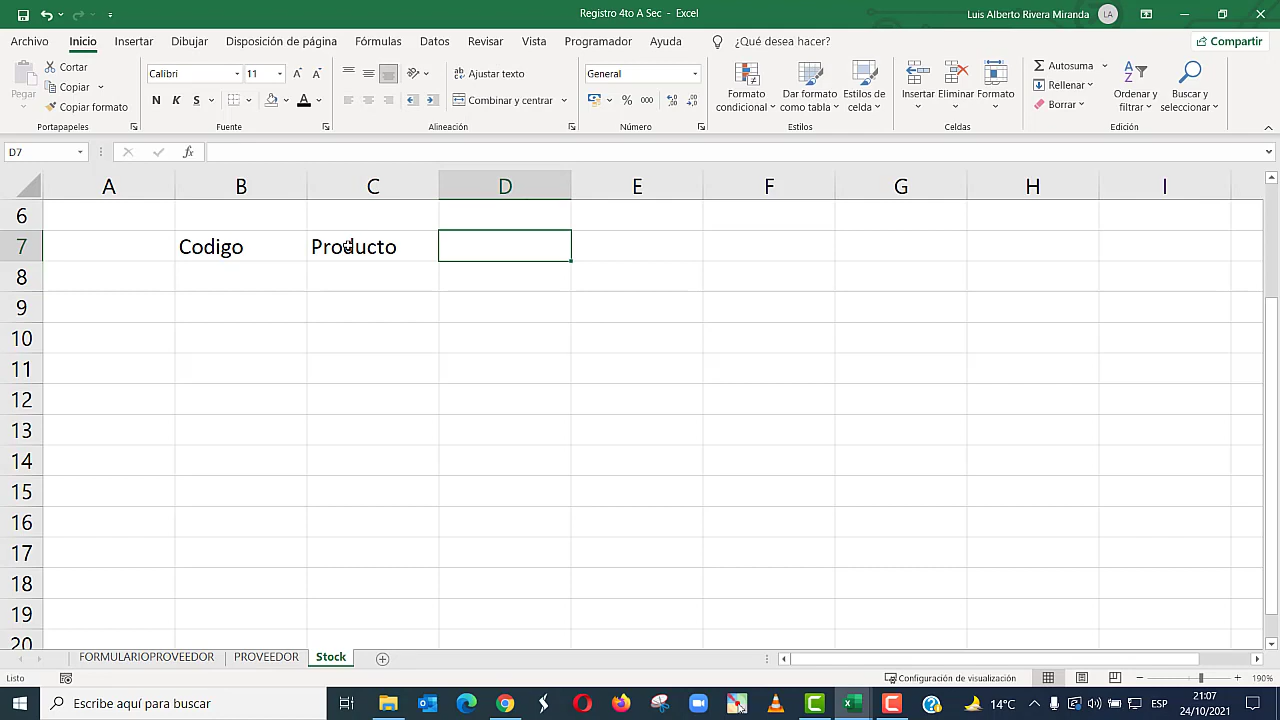 Registro 4to A Sec - Excel
Luis Alberto Rivera Miranda LA
Archivo Inicio Insertar Dibujar Disposición de página Fórmulas Datos Revisar Vista Programador Ayuda ¿Qué desea hacer? Compartir
Pegar
Cortar
Copiar
Copiar formato
Portapapeles
Calibri 11
N K S
Fuente
Ajustar texto
Combinar y centrar
Alineación
General
% 000
Número
Formato condicional
Dar formato como tabla
Estilos de celda
Estilos
Insertar Eliminar Formato
Celdas
Autosuma
Rellenar
Borrar
Ordenar y filtrar
Buscar y seleccionar
Edición
D7 fx
A B C D E F G H I
6
7 Codigo Producto
8
9
10
11
12
13
14
15
16
17
18
19
20
FORMULARIOPROVEEDOR PROVEEDOR Stock
Listo Configuración de visualización 190%
Escribe aquí para buscar 14°C ESP 21:07
24/10/2021